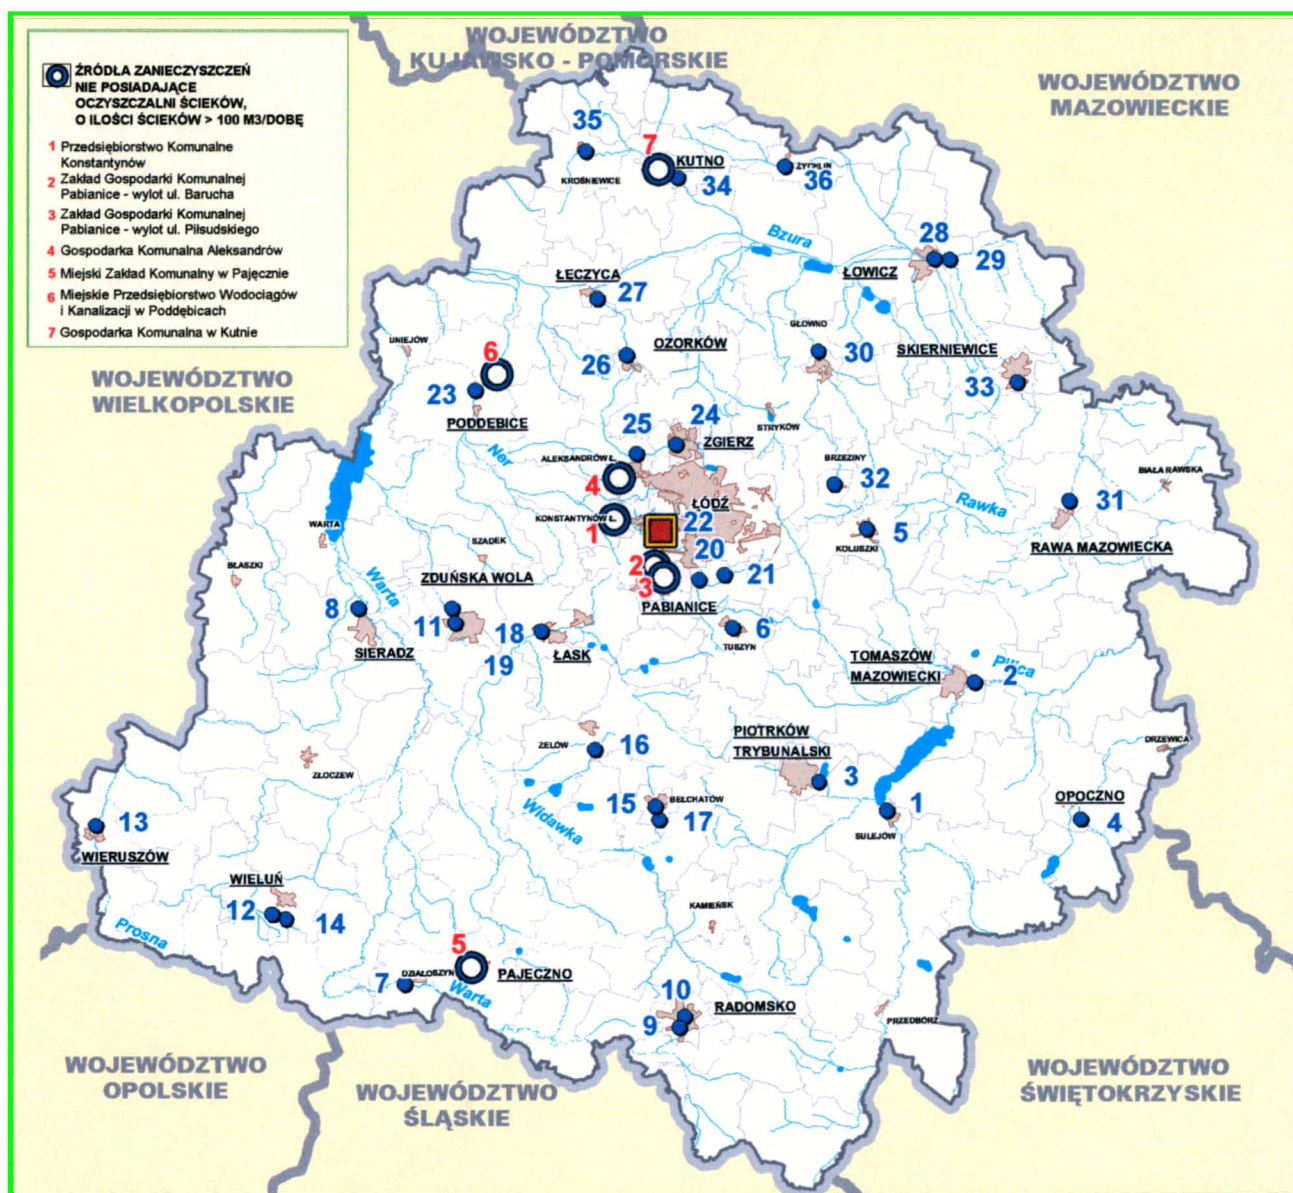 WOJEWÓDZTWO
KUJAWSKO - POMORSKIE
WOJEWÓDZTWO
MAZOWIECKIE
ŹRÓDŁA ZANIECZYSZCZEŃ
NIE POSIADAJĄCE
OCZYSZCZALNI ŚCIEKÓW,
O ILOŚCI ŚCIEKÓW > 100 M3/DOBĘ
1 Przedsiębiorstwo Komunalne
Konstantynów
2 Zakład Gospodarki Komunalnej
Pabianice - wylot ul. Barucha
3 Zakład Gospodarki Komunalnej
Pabianice - wylot ul. Piłsudskiego
4 Gospodarka Komunalna Aleksandrów
5 Miejski Zakład Komunalny w Pajęcznie
6 Miejskie Przedsiębiorstwo Wodociągów
i Kanalizacji w Poddębicach
7 Gospodarka Komunalna w Kutnie
35
7
KUTNO
KROŚNIEWICE
34
ŻYCHLIN
36
Bzura
28
ŁOWICZ
29
ŁĘCZYCA
27
UNIEJÓW
OZORKÓW
26
GŁOWNO
30
SKIERNIEWICE
33
6
23
PODDĘBICE
WOJEWÓDZTWO
WIELKOPOLSKIE
Ner
25
24
ZGIERZ
STRYKÓW
ALEKSANDRÓW Ł.
4
BRZEZINY
32
BIAŁA RAWSKA
31
Rawka
RAWA MAZOWIECKA
ŁÓDŹ
KONSTANTYNÓW Ł.
1
22
5
KOLUSZKI
20
2
3
21
PABIANICE
WARTA
SZADEK
BŁASZKI
ZDUŃSKA WOLA
Warta
8
11
18
6
TUSZYN
SIERADZ
19
ŁASK
TOMASZÓW
MAZOWIECKI
2
Pilica
DRZEWICA
PIOTRKÓW
TRYBUNALSKI
ZELÓW
16
ZŁOCZEW
3
15
BEŁCHATÓW
17
Widawka
1
SULEJÓW
OPOCZNO
4
13
WIERUSZÓW
WIELUŃ
12
14
Prosna
KAMIEŃSK
5
DZIAŁOSZYN
7
PAJĘCZNO
Warta
10
9
RADOMSKO
PRZEDBÓRZ
WOJEWÓDZTWO
OPOLSKIE
WOJEWÓDZTWO
ŚLĄSKIE
WOJEWÓDZTWO
ŚWIĘTOKRZYSKIE